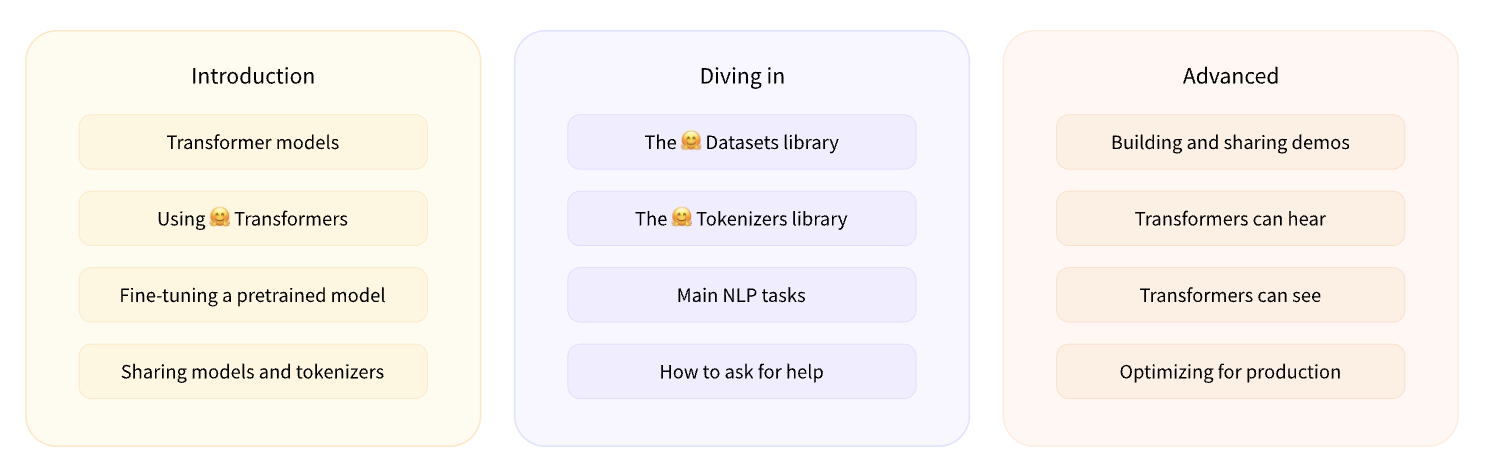 Introduction
Transformer models
Using 🤗 Transformers
Fine-tuning a pretrained model
Sharing models and tokenizers
Diving in
The 🤗 Datasets library
The 🤗 Tokenizers library
Main NLP tasks
How to ask for help
Advanced
Building and sharing demos
Transformers can hear
Transformers can see
Optimizing for production